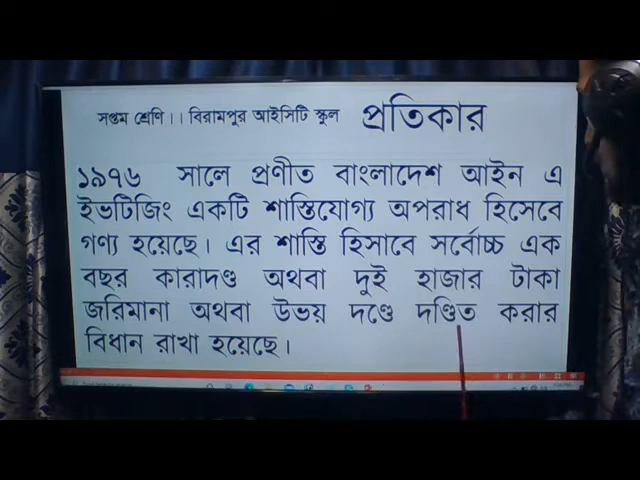 সপ্তম শ্রেণি।। বিরামপুর আইসিটি স্কুল প্রতিকার
১৯৭৬ সালে প্রণীত বাংলাদেশ আইন এ
ইভটিজিং একটি শাস্তিযোগ্য অপরাধ হিসেবে
গণ্য হয়েছে। এর শাস্তি হিসাবে সর্বোচ্চ এক
বছর কারাদণ্ড অথবা দুই হাজার টাকা
জরিমানা অথবা উভয় দণ্ডে দণ্ডিত করার
বিধান রাখা হয়েছে।